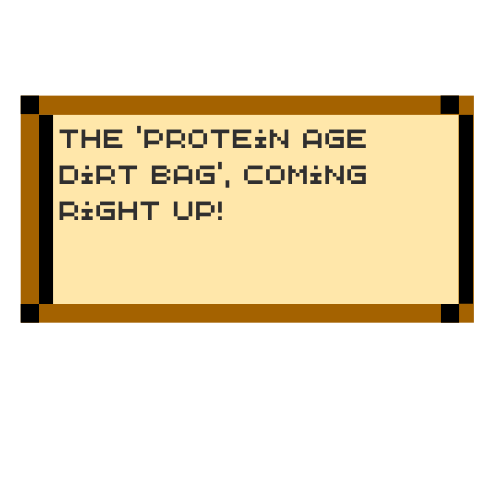 THE 'PROTEiN AGE
DiRT BAG', COMiNG
RiGHT UP!